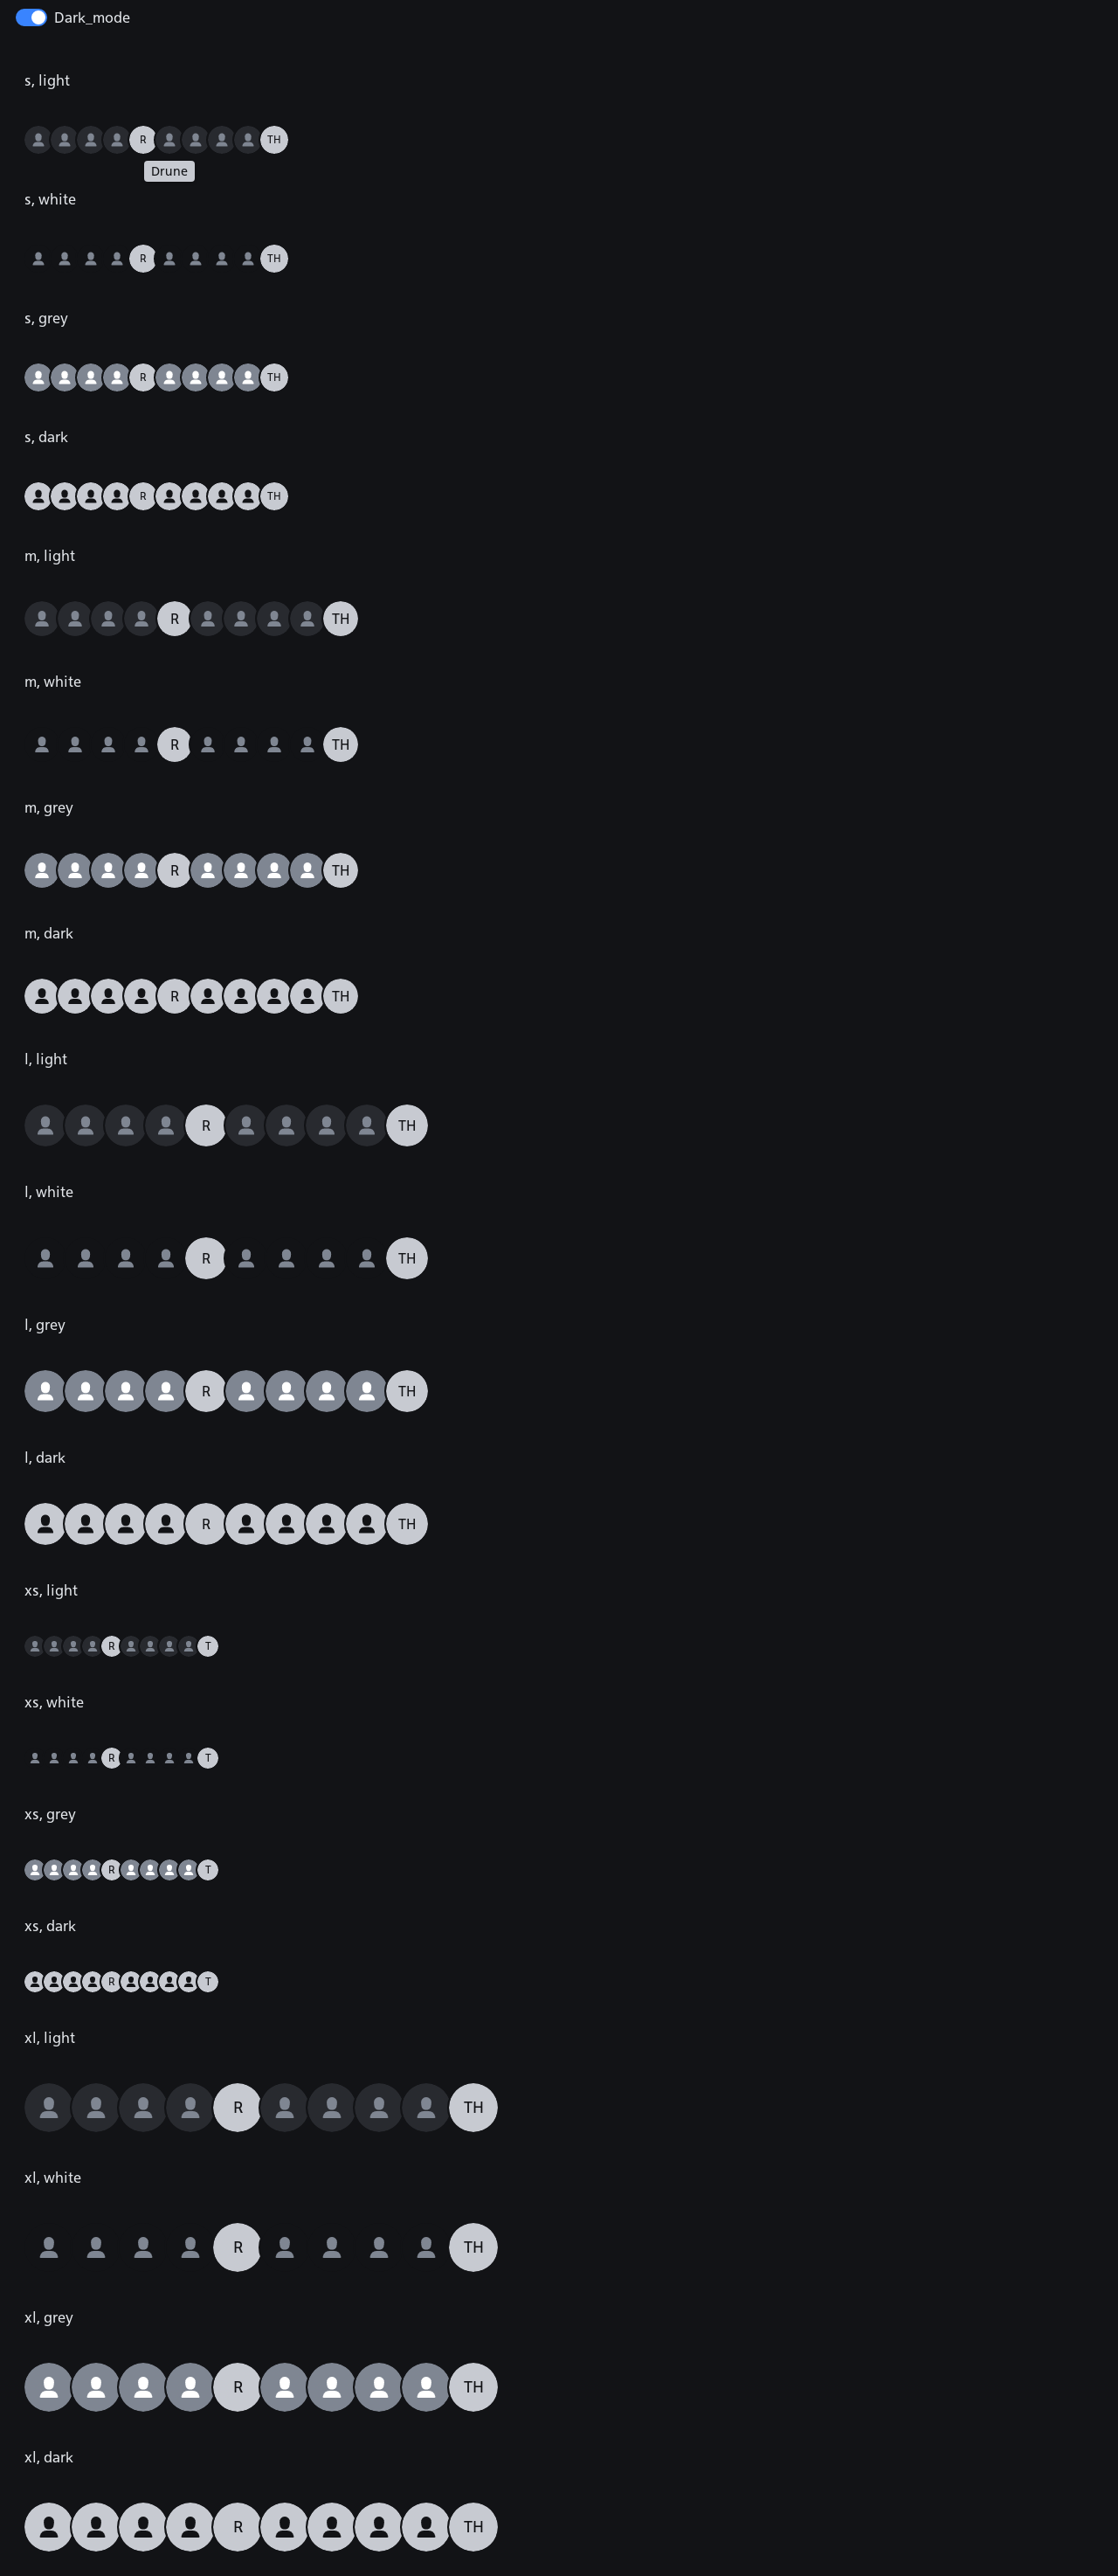 Dark_mode
s, light
R TH
Drune
s, white
R TH
s, grey
R TH
s, dark
R TH
m, light
R TH
m, white
R TH
m, grey
R TH
m, dark
R TH
l, light
R TH
l, white
R TH
l, grey
R TH
l, dark
R TH
xs, light
R T
xs, white
R T
xs, grey
R T
xs, dark
R T
xl, light
R TH
xl, white
R TH
xl, grey
R TH
xl, dark
R TH